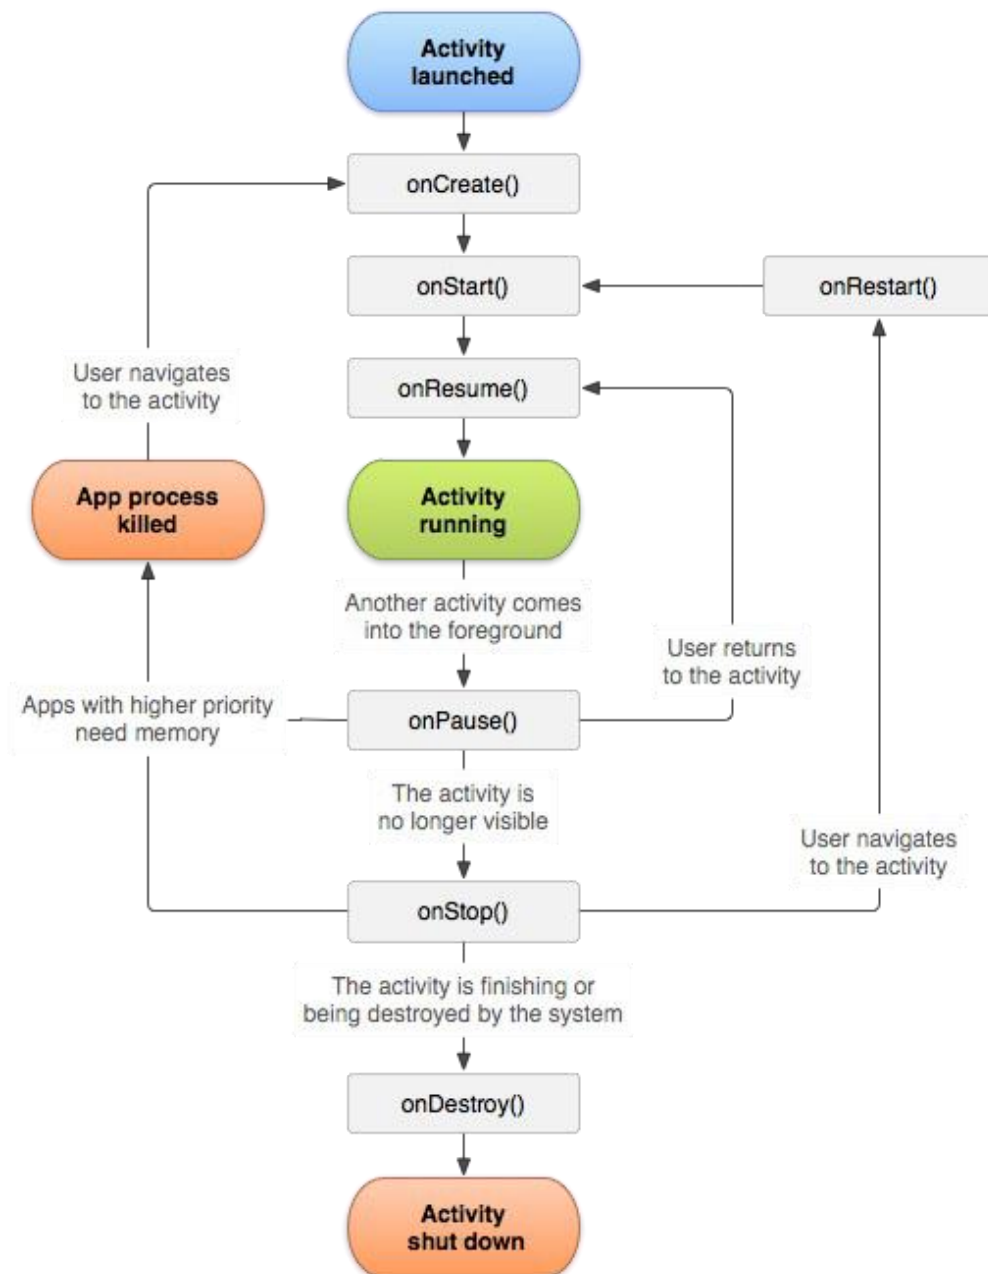 Activity
launched
onCreate()
onStart()
onRestart()
onResume()
User navigates
to the activity
App process
killed
Activity
running
Another activity comes
into the foreground
User returns
to the activity
Apps with higher priority
need memory
onPause()
The activity is
no longer visible
User navigates
to the activity
onStop()
The activity is finishing or
being destroyed by the system
onDestroy()
Activity
shut down